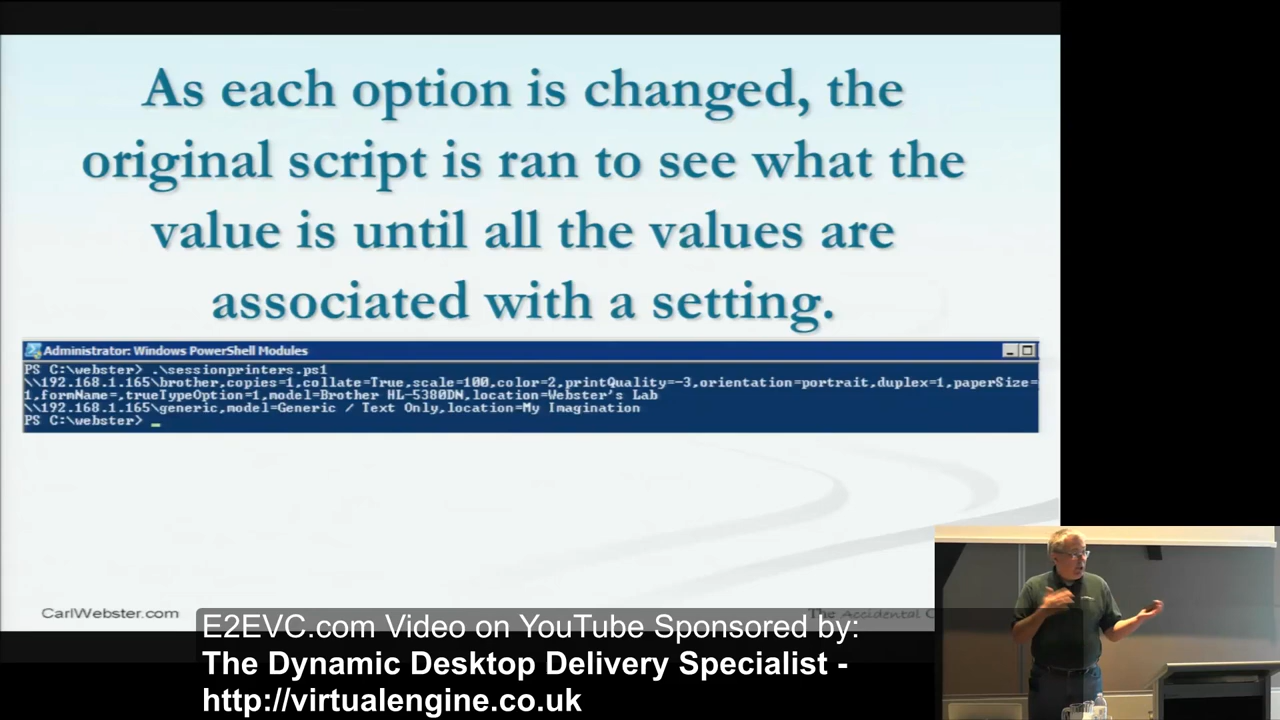 As each option is changed, the
original script is ran to see what the
value is until all the values are
associated with a setting.
Administrator: Windows PowerShell Modules
PS C:\webster> .\sessionprinters.ps1
\\192.168.1.165\brother,copies=1,collate=True,scale=100,color=2,printQuality=-3,orientation=portrait,duplex=1,paperSize=
1,formName=,trueTypeOption=1,model=Brother HL-5380DN,location=Webster's Lab
\\192.168.1.165\generic,model=Generic / Text Only,location=My Imagination
PS C:\webster> _
CarlWebster.com
The Accidental C
E2EVC.com Video on YouTube Sponsored by:
The Dynamic Desktop Delivery Specialist -
http://virtualengine.co.uk